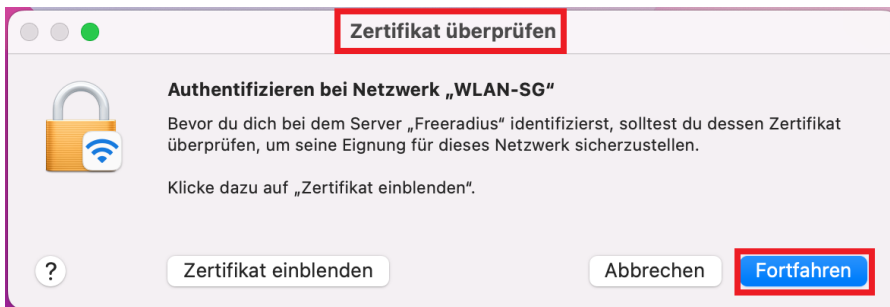 Zertifikat überprüfen
Authentifizieren bei Netzwerk „WLAN-SG“
Bevor du dich bei dem Server „Freeradius“ identifizierst, solltest du dessen Zertifikat
überprüfen, um seine Eignung für dieses Netzwerk sicherzustellen.
Klicke dazu auf „Zertifikat einblenden“.
? Zertifikat einblenden Abbrechen Fortfahren